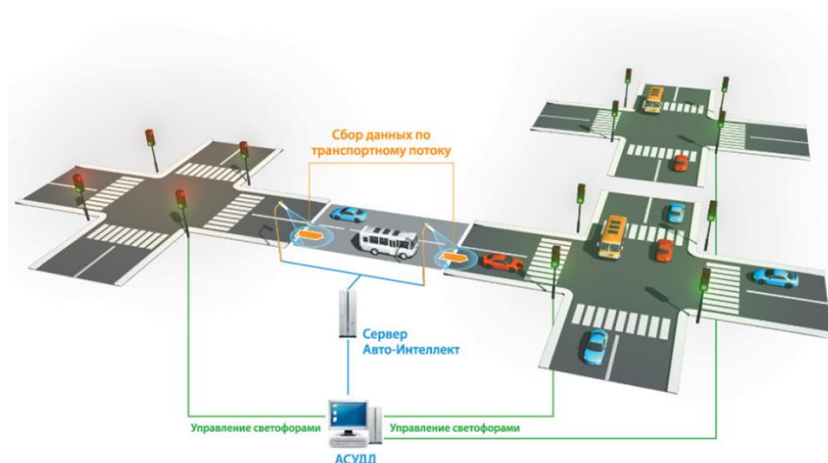 Сбор данных по
транспортному потоку
Сервер
Авто-Интеллект
Управление светофорами
Управление светофорами
АСУДД